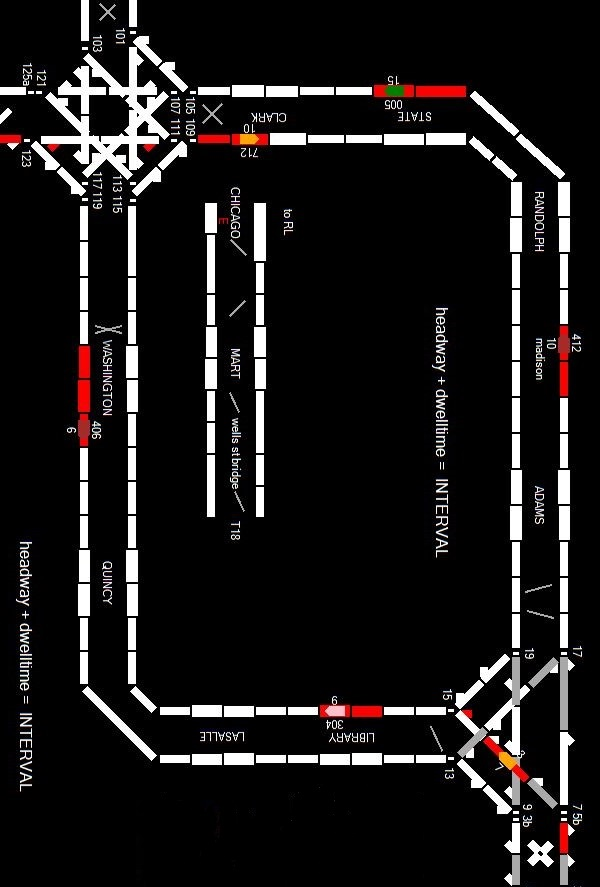 103
101
125a
121
107
105
111
109
123
117
119
113
115
CLARK
10
712
15
005
STATE
RANDOLPH
412
10
madison
ADAMS
CHICAGO
E
to RL
MART
wells st bridge
T18
headway + dwelltime = INTERVAL
WASHINGTON
406
6
QUINCY
headway + dwelltime = INTERVAL
LASALLE
9
304
LIBRARY
15
13
19
17
9
3b
7
5b